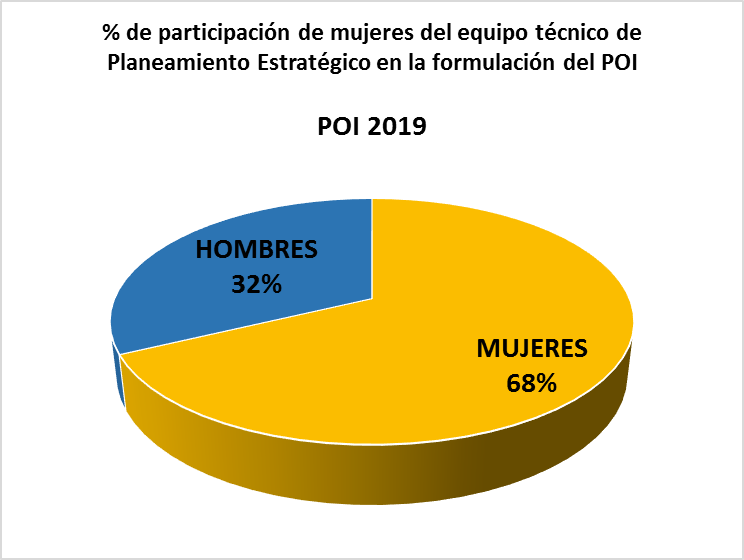 % de participación de mujeres del equipo técnico de
Planeamiento Estratégico en la formulación del POI
POI 2019
HOMBRES
32%
MUJERES
68%